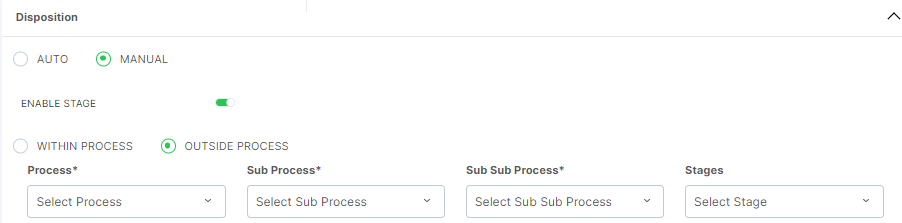 Disposition
AUTO MANUAL
ENABLE STAGE
WITHIN PROCESS OUTSIDE PROCESS
Process* Sub Process* Sub Sub Process* Stages
Select Process Select Sub Process Select Sub Sub Process Select Stage